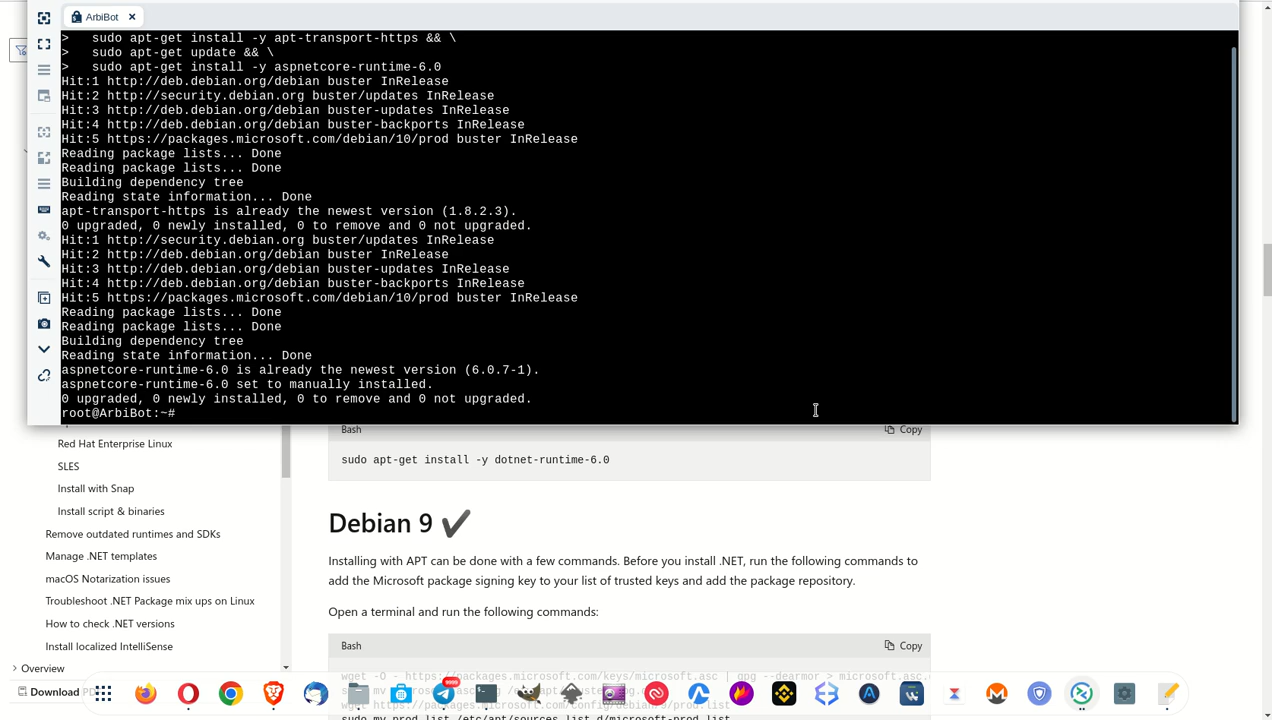 ArbiBot
>   sudo apt-get install -y apt-transport-https && \
>   sudo apt-get update && \
>   sudo apt-get install -y aspnetcore-runtime-6.0
Hit:1 http://deb.debian.org/debian buster InRelease
Hit:2 http://security.debian.org buster/updates InRelease
Hit:3 http://deb.debian.org/debian buster-updates InRelease
Hit:4 http://deb.debian.org/debian buster-backports InRelease
Hit:5 https://packages.microsoft.com/debian/10/prod buster InRelease
Reading package lists... Done
Reading package lists... Done
Building dependency tree
Reading state information... Done
apt-transport-https is already the newest version (1.8.2.3).
0 upgraded, 0 newly installed, 0 to remove and 0 not upgraded.
Hit:1 http://security.debian.org buster/updates InRelease
Hit:2 http://deb.debian.org/debian buster InRelease
Hit:3 http://deb.debian.org/debian buster-updates InRelease
Hit:4 http://deb.debian.org/debian buster-backports InRelease
Hit:5 https://packages.microsoft.com/debian/10/prod buster InRelease
Reading package lists... Done
Reading package lists... Done
Building dependency tree
Reading state information... Done
aspnetcore-runtime-6.0 is already the newest version (6.0.7-1).
aspnetcore-runtime-6.0 set to manually installed.
0 upgraded, 0 newly installed, 0 to remove and 0 not upgraded.
root@ArbiBot:~#
Red Hat Enterprise Linux
SLES
Install with Snap
Install script & binaries
Remove outdated runtimes and SDKs
Manage .NET templates
macOS Notarization issues
Troubleshoot .NET Package mix ups on Linux
How to check .NET versions
Install localized IntelliSense
Overview
Download
Bash
Copy
sudo apt-get install -y dotnet-runtime-6.0
Debian 9 ✔
Installing with APT can be done with a few commands. Before you install .NET, run the following commands to
add the Microsoft package signing key to your list of trusted keys and add the package repository.
Open a terminal and run the following commands:
Bash
Copy
wget -O - https://packages.microsoft.com/keys/microsoft.asc | gpg --dearmor > microsoft.asc.
sudo mv prod.list /etc/apt/sources.list.d/microsoft-prod.list
9999